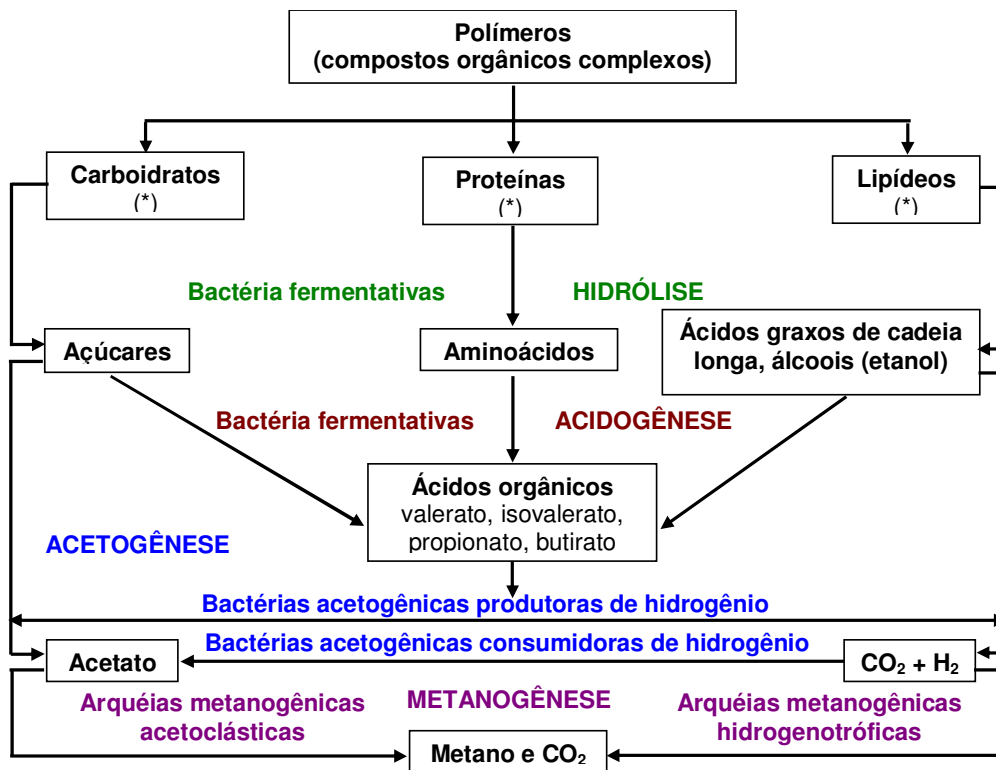 Polímeros
(compostos orgânicos complexos)
Carboidratos
(*)
Proteínas
(*)
Lipídeos
(*)
Bactéria fermentativas
HIDRÓLISE
Açúcares
Aminoácidos
Ácidos graxos de cadeia
longa, álcoois (etanol)
Bactéria fermentativas
ACIDOGÊNESE
Ácidos orgânicos
valerato, isovalerato,
propionato, butirato
ACETOGÊNESE
Bactérias acetogênicas produtoras de hidrogênio
Bactérias acetogênicas consumidoras de hidrogênio
Acetato
CO₂ + H₂
Arquéias metanogênicas
acetoclásticas
METANOGÊNESE
Arquéias metanogênicas
hidrogenotróficas
Metano e CO₂